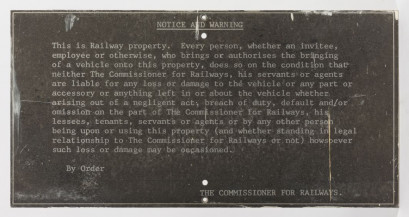 NOTICE AND WARNING
This is Railway property. Every person, whether an invitee,
employee or otherwise, who brings or authorises the bringing
of a vehicle onto this property, does so on the condition that
neither The Commissioner for Railways, his servants or agents
are liable for any loss or damage to the vehicle or any part or
accessory or anything left in or about the vehicle whether
arising out of a negligent act, breach of duty, default and/or
omission on the part of The Commissioner for Railways, his
lessees, tenants, servants or agents or by any other person
being upon or using this property (and whether standing in legal
relationship to The Commissioner for Railways or not) howsoever
such loss or damage may be occasioned.
By Order
THE COMMISSIONER FOR RAILWAYS.